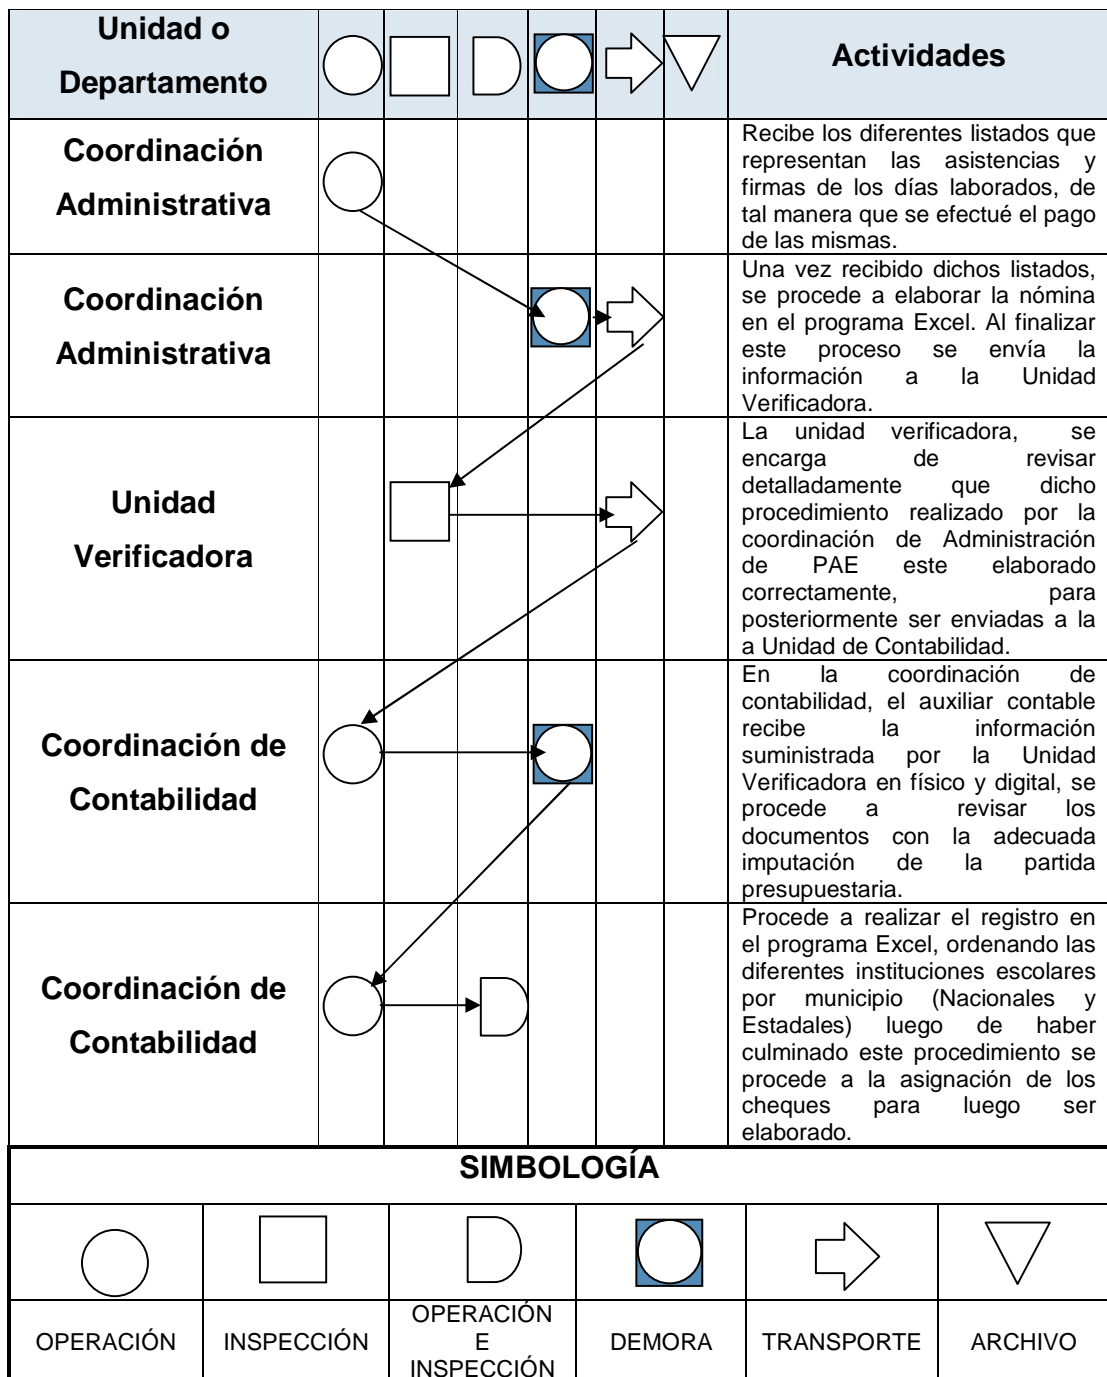 Unidad o
Departamento
Actividades
Coordinación
Administrativa
Recibe los diferentes listados que
representan las asistencias y
firmas de los días laborados, de
tal manera que se efectué el pago
de las mismas.
Coordinación
Administrativa
Una vez recibido dichos listados,
se procede a elaborar la nómina
en el programa Excel. Al finalizar
este proceso se envía la
información a la Unidad
Verificadora.
Unidad
Verificadora
La unidad verificadora, se
encarga de revisar
detalladamente que dicho
procedimiento realizado por la
coordinación de Administración
de PAE este elaborado
correctamente, para
posteriormente ser enviadas a la
a Unidad de Contabilidad.
Coordinación de
Contabilidad
En la coordinación de
contabilidad, el auxiliar contable
recibe la información
suministrada por la Unidad
Verificadora en físico y digital, se
procede a revisar los
documentos con la adecuada
imputación de la partida
presupuestaria.
Coordinación de
Contabilidad
Procede a realizar el registro en
el programa Excel, ordenando las
diferentes instituciones escolares
por municipio (Nacionales y
Estadales) luego de haber
culminado este procedimiento se
procede a la asignación de los
cheques para luego ser
elaborado.
SIMBOLOGÍA
OPERACIÓN
INSPECCIÓN
OPERACIÓN
E
INSPECCIÓN
DEMORA
TRANSPORTE
ARCHIVO